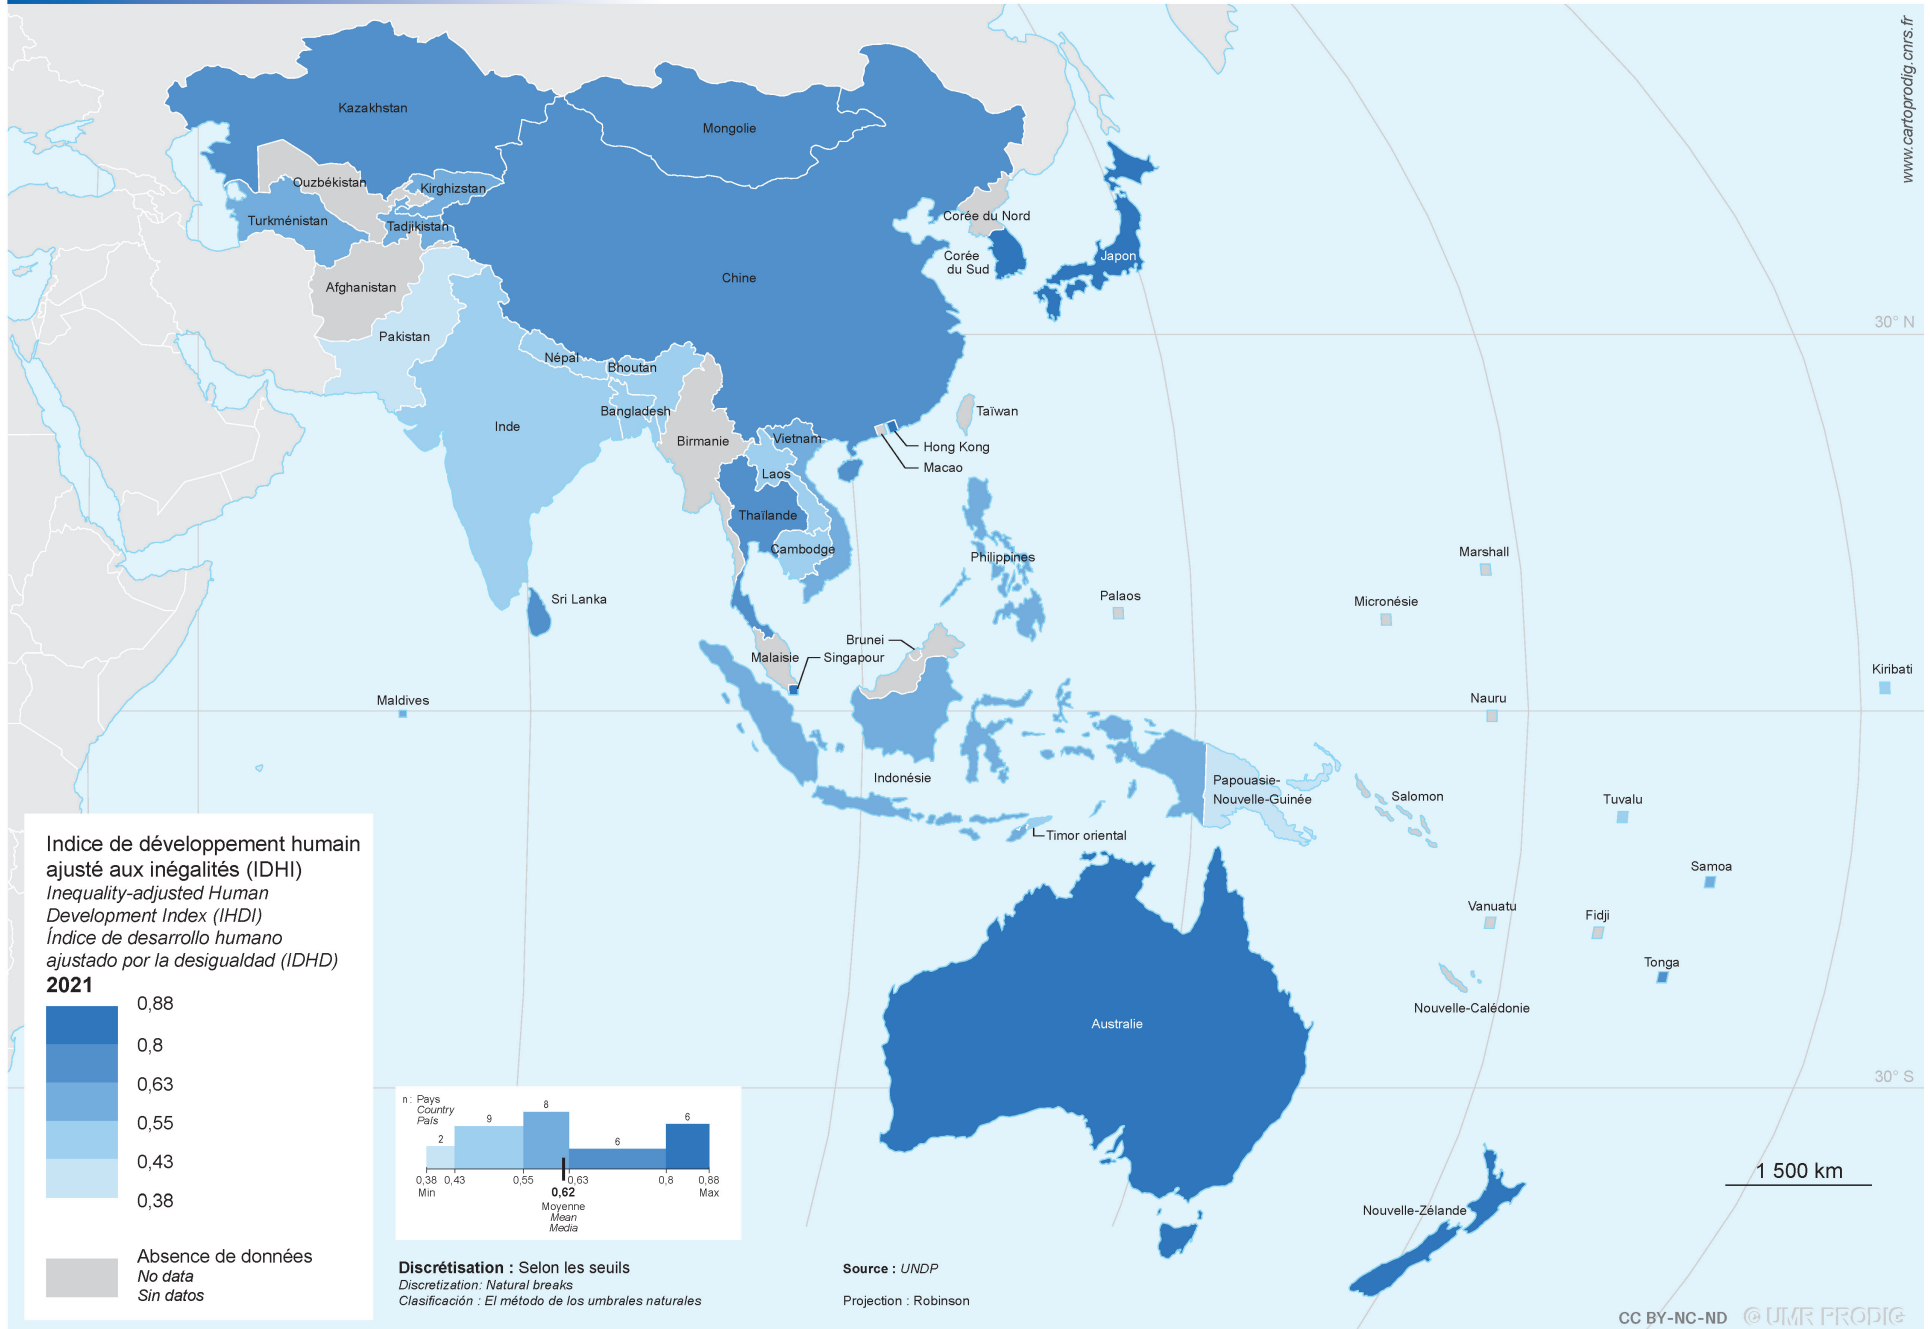 www.cartoprodig.cnrs.fr
Kazakhstan
Mongolie
Ouzbékistan
Kirghizstan
Turkménistan
Tadjikistan
Corée du Nord
Corée
du Sud
Japon
Chine
Afghanistan
Pakistan
30° N
Népal
Bhoutan
Bangladesh
Inde
Birmanie
Vietnam
Taïwan
Hong Kong
Macao
Laos
Thaïlande
Cambodge
Philippines
Marshall
Palaos
Micronésie
Sri Lanka
Brunei
Malaisie
Singapour
Kiribati
Maldives
Nauru
Indonésie
Papouasie-
Nouvelle-Guinée
Salomon
Tuvalu
Timor oriental
Samoa
Vanuatu
Fidji
Tonga
Nouvelle-Calédonie
Australie
30° S
Nouvelle-Zélande
1 500 km
Indice de développement humain
ajusté aux inégalités (IDHI)
Inequality-adjusted Human
Development Index (IHDI)
Índice de desarrollo humano
ajustado por la desigualdad (IDHD)
2021
0,88
0,8
0,63
0,55
0,43
0,38
Absence de données
No data
Sin datos
n : Pays
Country
País
2
9
8
6
6
0,38 0,43 0,55 0,63 0,8 0,88
Min 0,62 Max
Moyenne
Mean
Media
Discrétisation : Selon les seuils
Discretization: Natural breaks
Clasificación : El método de los umbrales naturales
Source : UNDP
Projection : Robinson
CC BY-NC-ND © UMR PRODIG